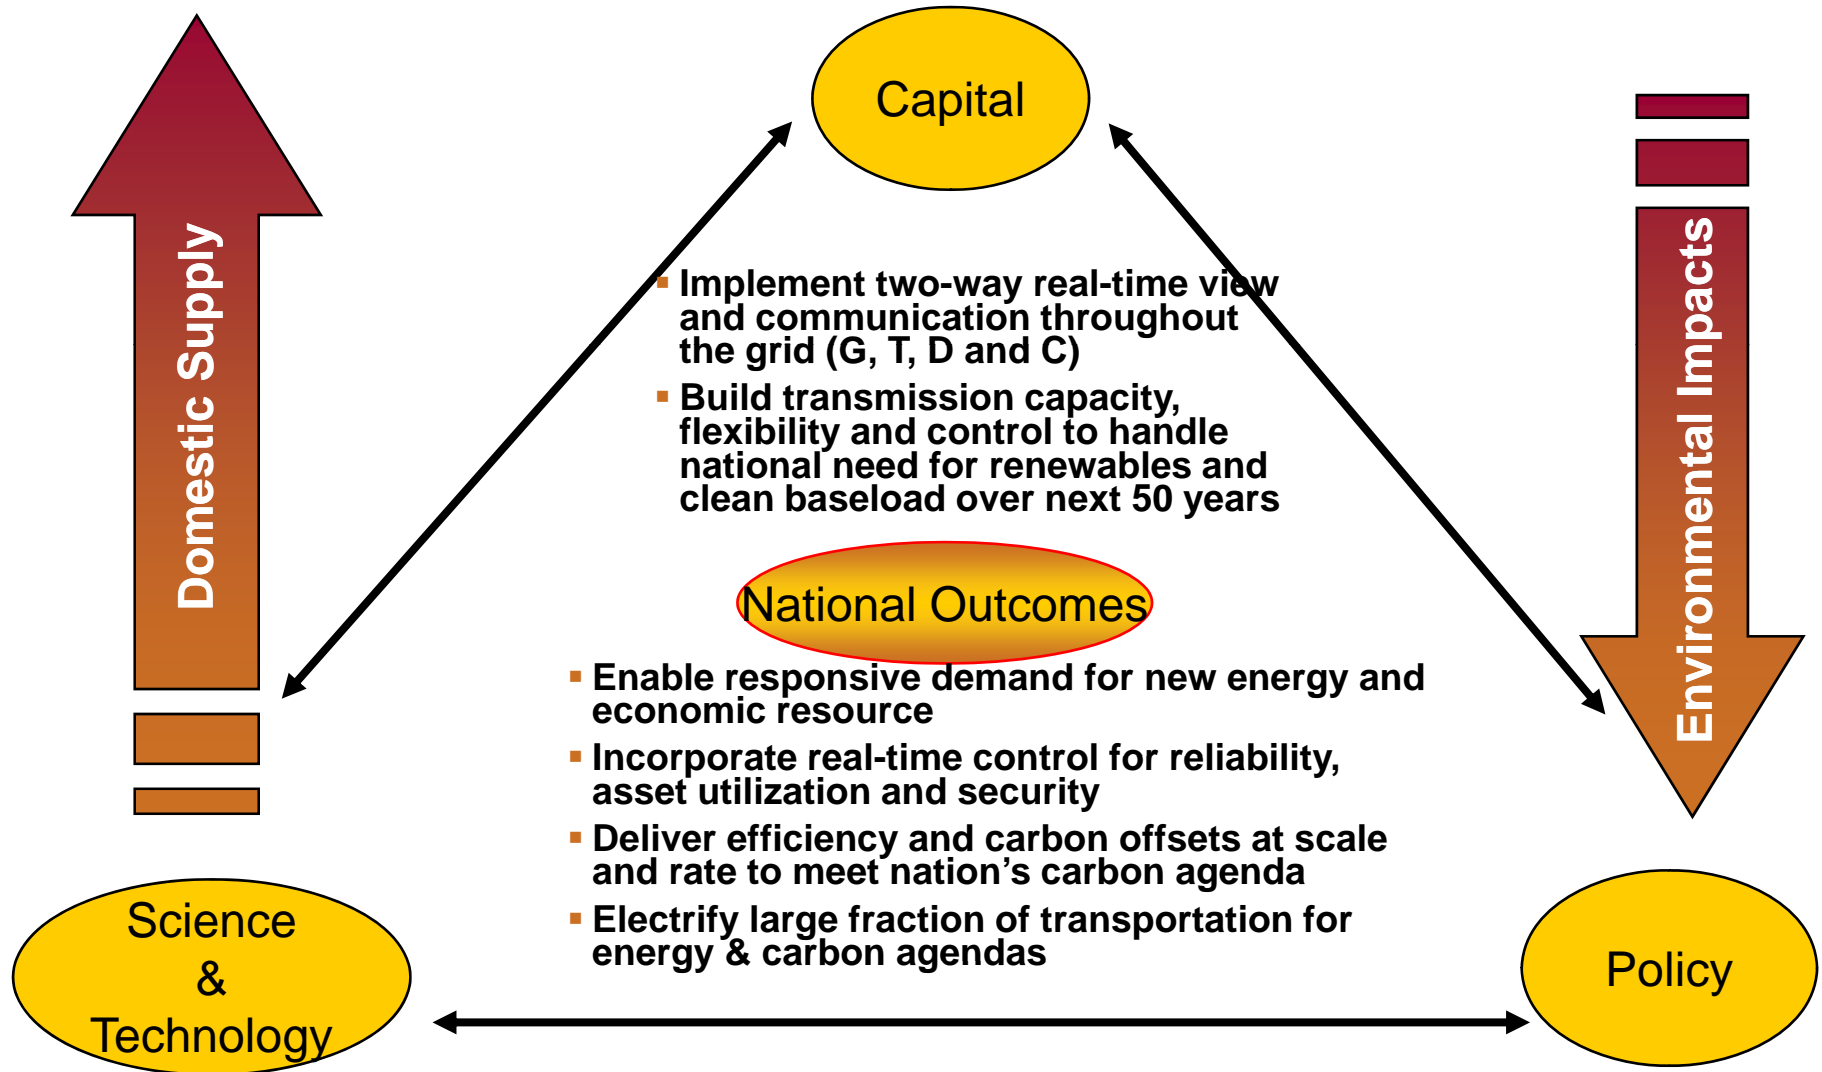 Capital
Domestic Supply
Environmental Impacts
▪ Implement two-way real-time view
and communication throughout
the grid (G, T, D and C)
▪ Build transmission capacity,
flexibility and control to handle
national need for renewables and
clean baseload over next 50 years
National Outcomes
▪ Enable responsive demand for new energy and
economic resource
▪ Incorporate real-time control for reliability,
asset utilization and security
▪ Deliver efficiency and carbon offsets at scale
and rate to meet nation’s carbon agenda
▪ Electrify large fraction of transportation for
energy & carbon agendas
Science
&
Technology
Policy